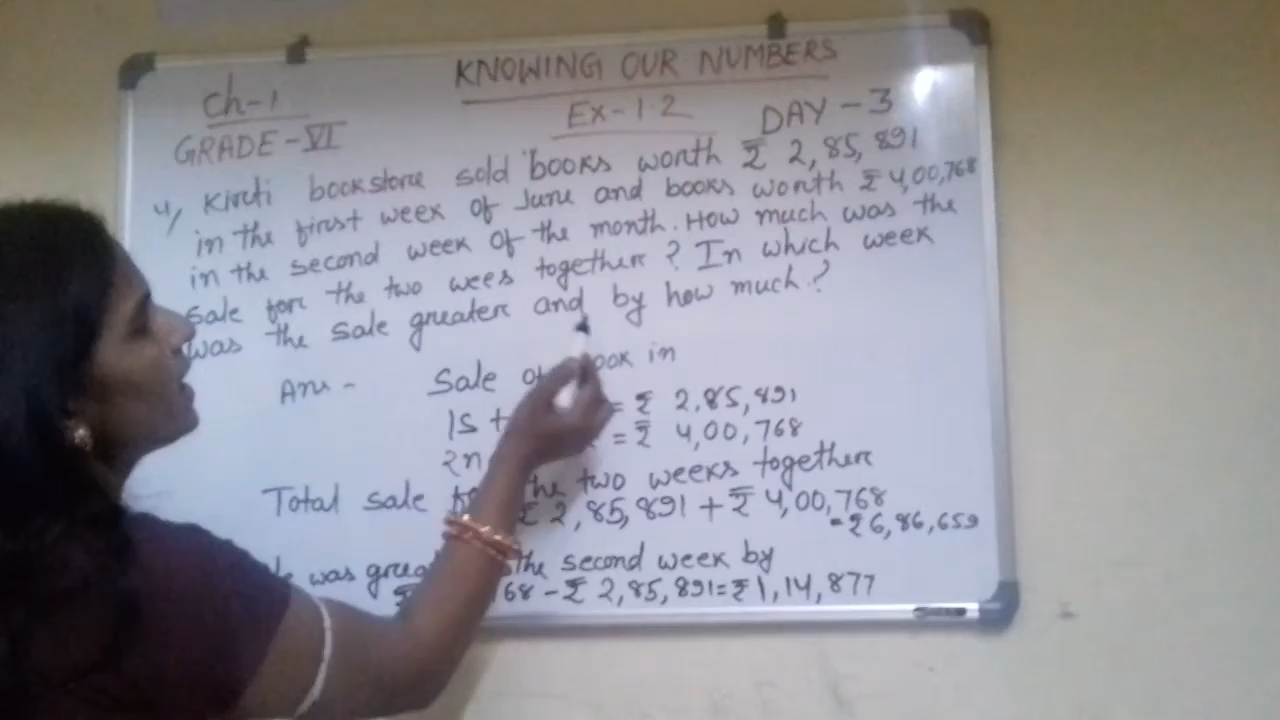 KNOWING OUR NUMBERS
Ch-1
Ex-1.2
DAY-3
GRADE-VI
4/ Kirti bookstore sold books worth ₹ 2,85,891
in the first week of June and books worth ₹ 4,00,768
in the second week of the month. How much was the
sale for the two wees together? In which week
was the sale greater and by how much?
Ans- Sale of book in
1st = ₹ 2,85,891
2n = ₹ 4,00,768
Total sale for the two weeks together
₹ 2,85,891 + ₹ 4,00,768
= ₹ 6,86,659
was the second week by
68 - ₹ 2,85,891 = ₹ 1,14,877